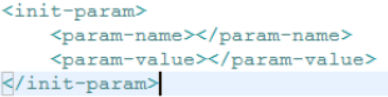 <init-param>
    <param-name></param-name>
    <param-value></param-value>
</init-param>